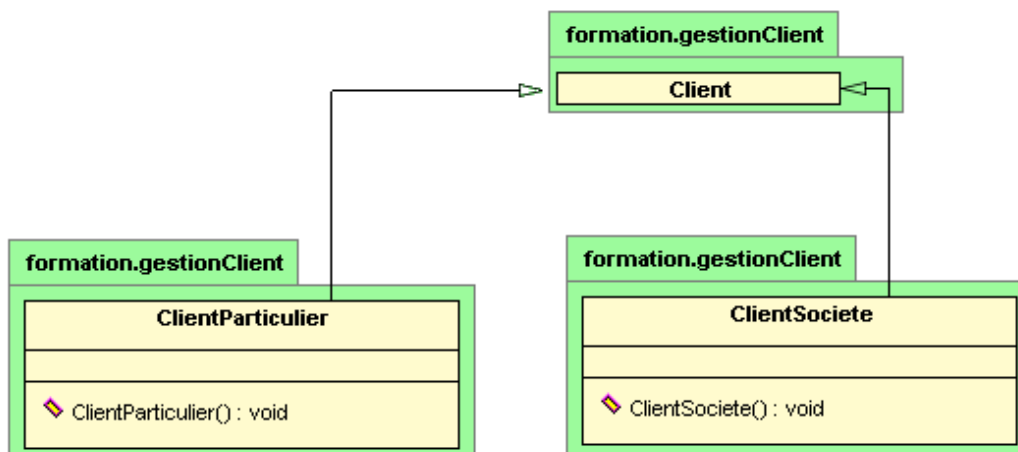 formation.gestionClient
Client
formation.gestionClient
ClientParticulier
ClientParticulier() : void
formation.gestionClient
ClientSociete
ClientSociete() : void